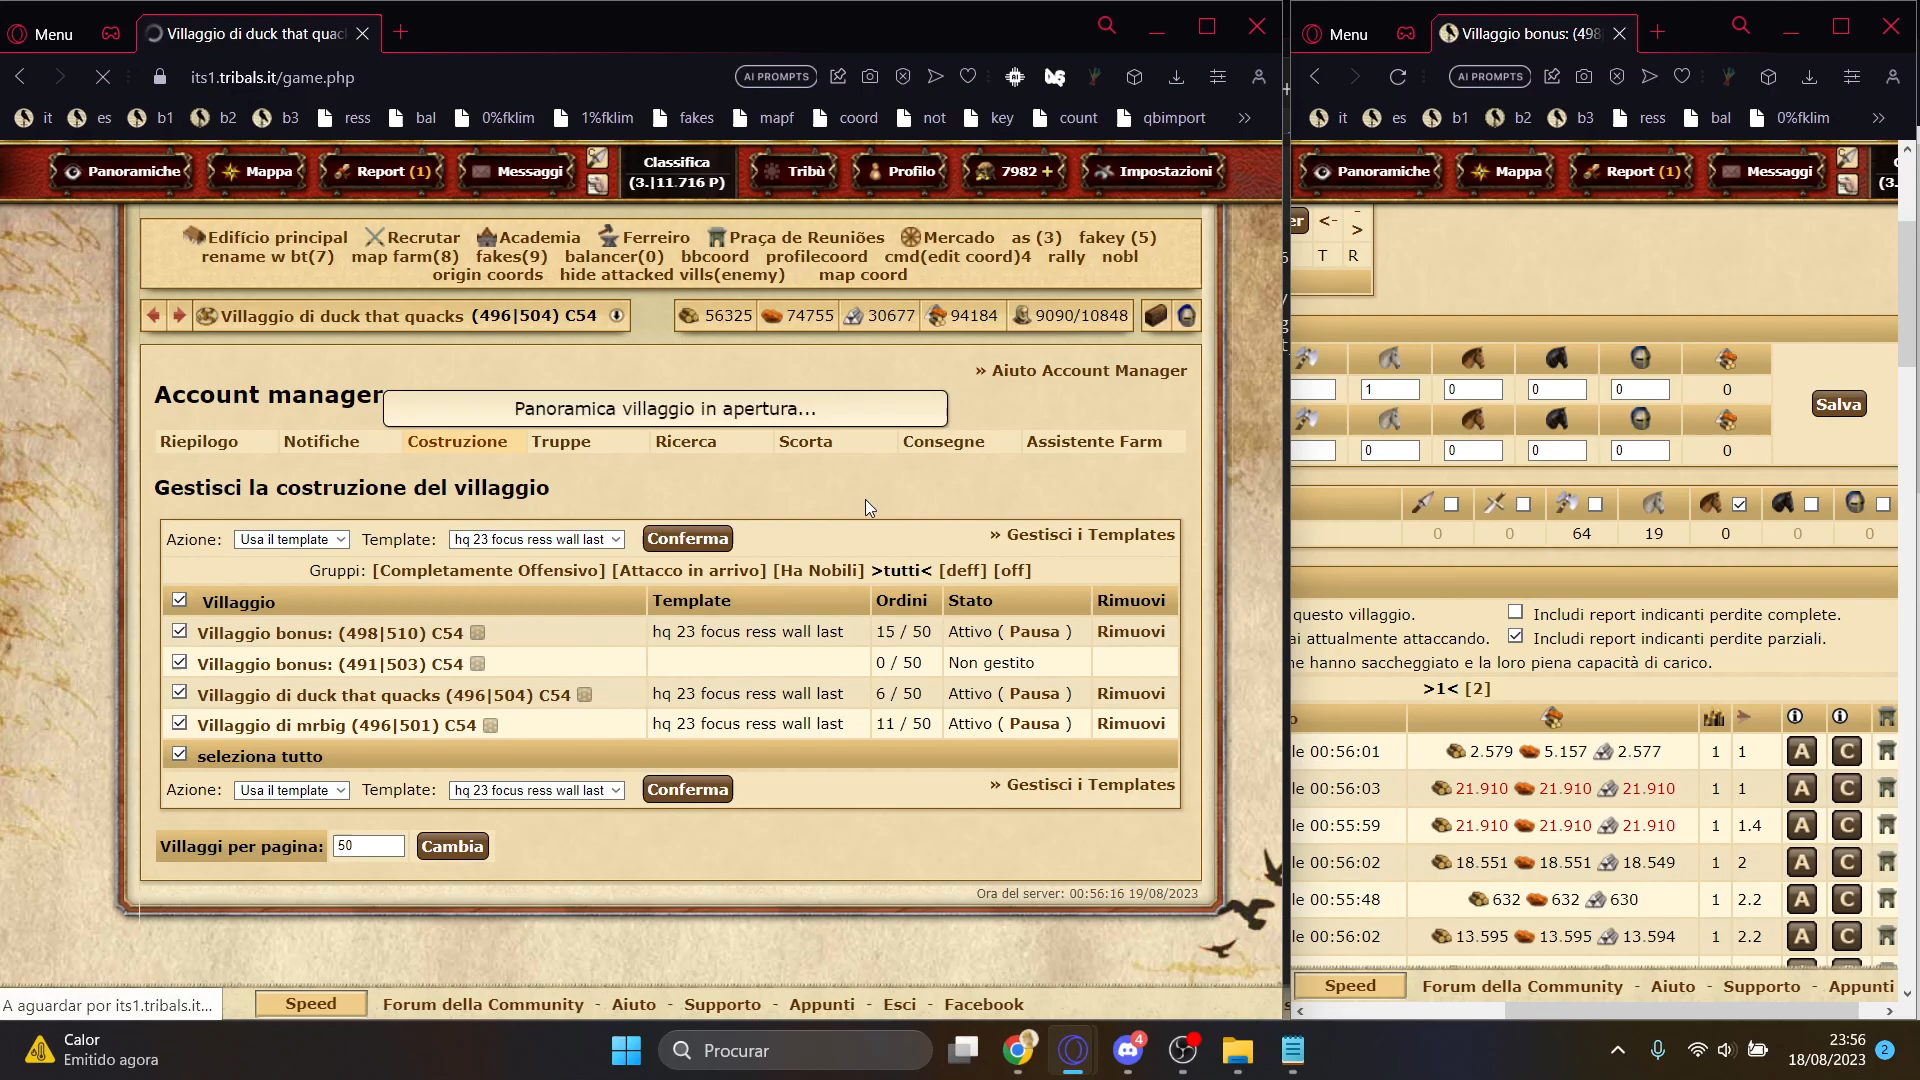 Menu
Villaggio di duck that quac
its1.tribals.it/game.php
AI PROMPTS
it es b1 b2 b3 ress bal 0%fklim 1%fklim fakes mapf coord not key count qbimport
Panoramiche Mappa Report (1) Messaggi Classifica Tribù Profilo 7982 + Impostazioni
(3.|11.716 P)
Edifício principal Recrutar Academia Ferreiro Praça de Reuniões Mercado as (3) fakey (5)
rename w bt(7) map farm(8) fakes(9) balancer(0) bbcoord profilecoord cmd(edit coord)4 rally nobl
origin coords hide attacked vills(enemy) map coord
Villaggio di duck that quacks (496|504) C54 56325 74755 30677 94184 9090/10848
» Aiuto Account Manager
Account manager
Panoramica villaggio in apertura...
Riepilogo Notifiche Costruzione Truppe Ricerca Scorta Consegne Assistente Farm
Gestisci la costruzione del villaggio
Azione: Usa il template Template: hq 23 focus ress wall last Conferma » Gestisci i Templates
Gruppi: [Completamente Offensivo] [Attacco in arrivo] [Ha Nobili] >tutti< [deff] [off]
Villaggio Template Ordini Stato Rimuovi
Villaggio bonus: (498|510) C54 hq 23 focus ress wall last 15 / 50 Attivo ( Pausa ) Rimuovi
Villaggio bonus: (491|503) C54 0 / 50 Non gestito
Villaggio di duck that quacks (496|504) C54 hq 23 focus ress wall last 6 / 50 Attivo ( Pausa ) Rimuovi
Villaggio di mrbig (496|501) C54 hq 23 focus ress wall last 11 / 50 Attivo ( Pausa ) Rimuovi
seleziona tutto
Azione: Usa il template Template: hq 23 focus ress wall last Conferma » Gestisci i Templates
Villaggi per pagina: 50 Cambia
Ora del server: 00:56:16 19/08/2023
A aguardar por its1.tribals.it...
Speed Forum della Community - Aiuto - Supporto - Appunti - Esci - Facebook
Menu
Villaggio bonus: (498
AI PROMPTS
it es b1 b2 b3 ress bal 0%fklim
Panoramiche Mappa Report (1) Messaggi
(3.
er <- ->
T R
1 0 0 0 0
Salva
0 0 0 0 0
0 0 64 19 0 0 0
questo villaggio. Includi report indicanti perdite complete.
ai attualmente attaccando. Includi report indicanti perdite parziali.
he hanno saccheggiato e la loro piena capacità di carico.
>1< [2]
le 00:56:01 2.579 5.157 2.577 1 1 A C
le 00:56:03 21.910 21.910 21.910 1 1 A C
le 00:55:59 21.910 21.910 21.910 1 1.4 A C
le 00:56:02 18.551 18.551 18.549 1 2 A C
le 00:55:48 632 632 630 1 2.2 A C
le 00:56:02 13.595 13.595 13.594 1 2.2 A C
Speed Forum della Community - Aiuto - Supporto - Appunti
Calor
Emitido agora
Procurar
4
23:56
18/08/2023
2